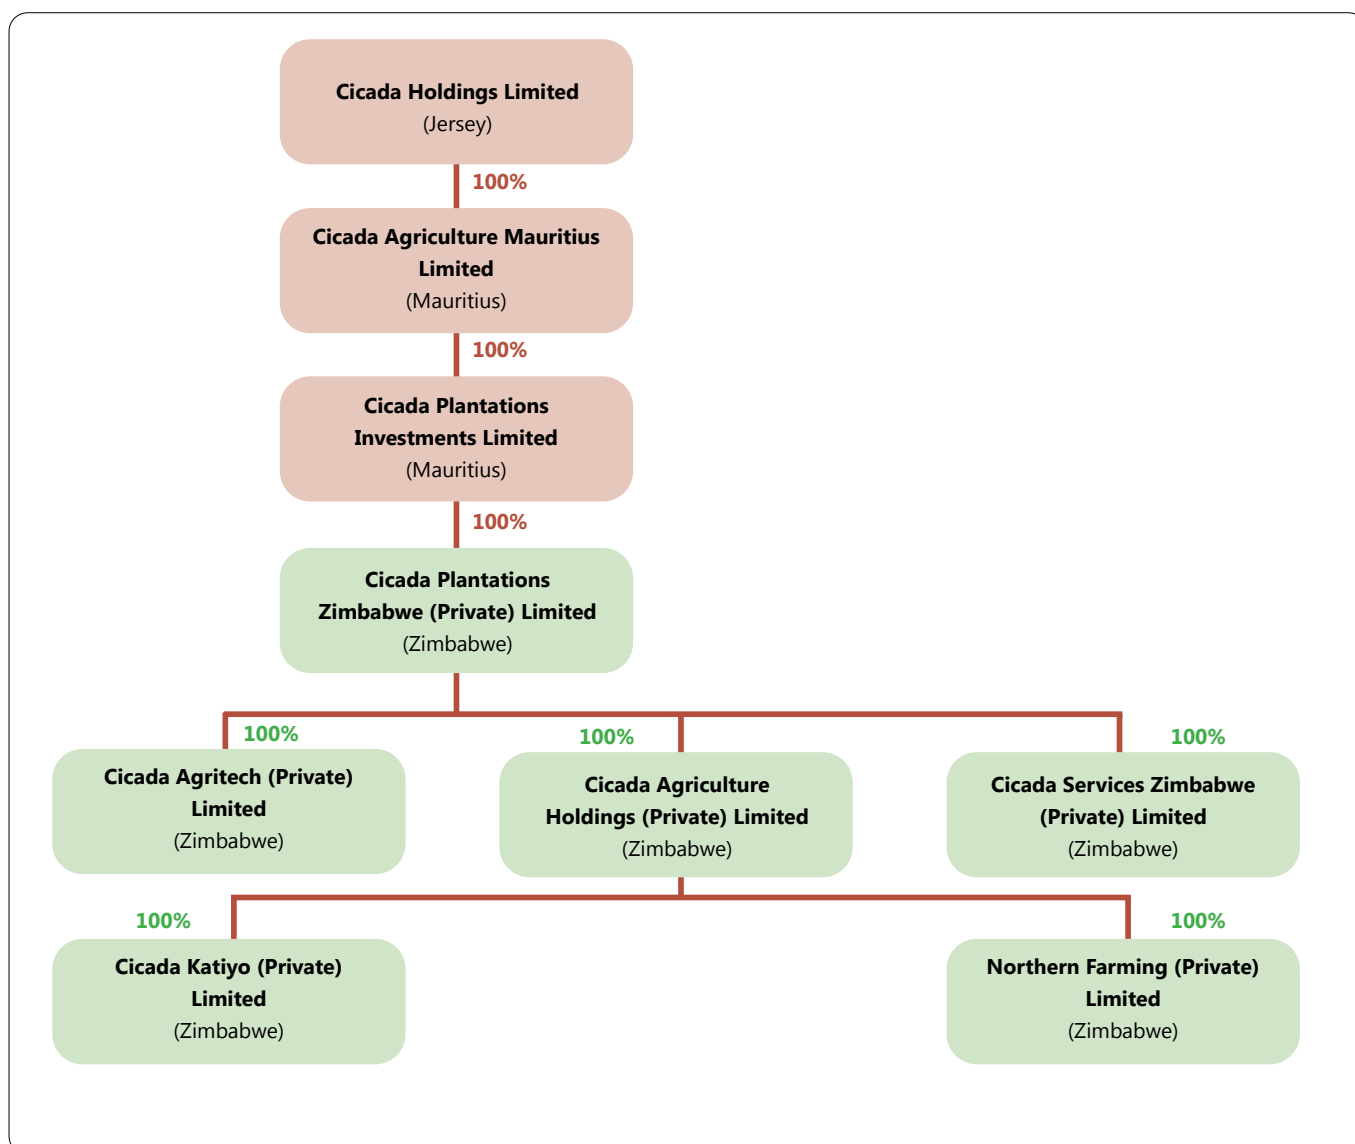 Cicada Holdings Limited
(Jersey)
100%
Cicada Agriculture Mauritius
Limited
(Mauritius)
100%
Cicada Plantations
Investments Limited
(Mauritius)
100%
Cicada Plantations
Zimbabwe (Private) Limited
(Zimbabwe)
100%
Cicada Agritech (Private)
Limited
(Zimbabwe)
100%
Cicada Agriculture
Holdings (Private) Limited
(Zimbabwe)
100%
Cicada Services Zimbabwe
(Private) Limited
(Zimbabwe)
100%
Cicada Katiyo (Private)
Limited
(Zimbabwe)
100%
Northern Farming (Private)
Limited
(Zimbabwe)